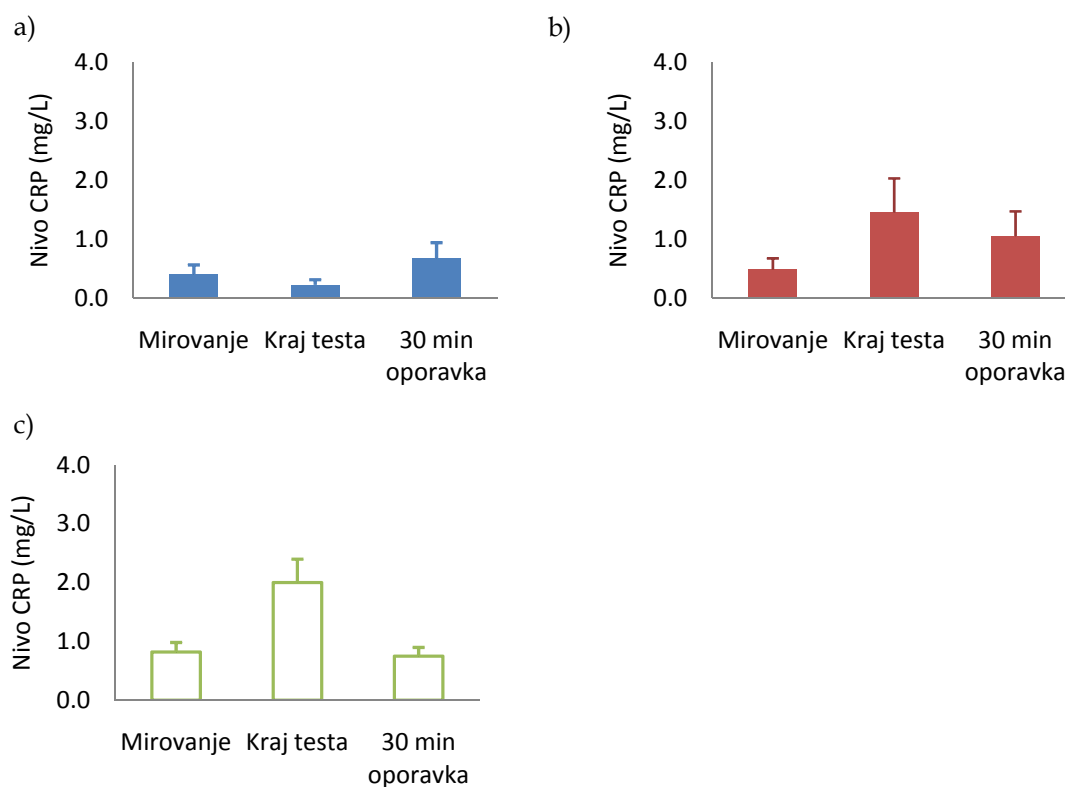 a)
Nivo CRP (mg/L)
4.0
3.0
2.0
1.0
0.0
Mirovanje Kraj testa 30 min
oporavka
b)
Nivo CRP (mg/L)
4.0
3.0
2.0
1.0
0.0
Mirovanje Kraj testa 30 min
oporavka
c)
Nivo CRP (mg/L)
4.0
3.0
2.0
1.0
0.0
Mirovanje Kraj testa 30 min
oporavka